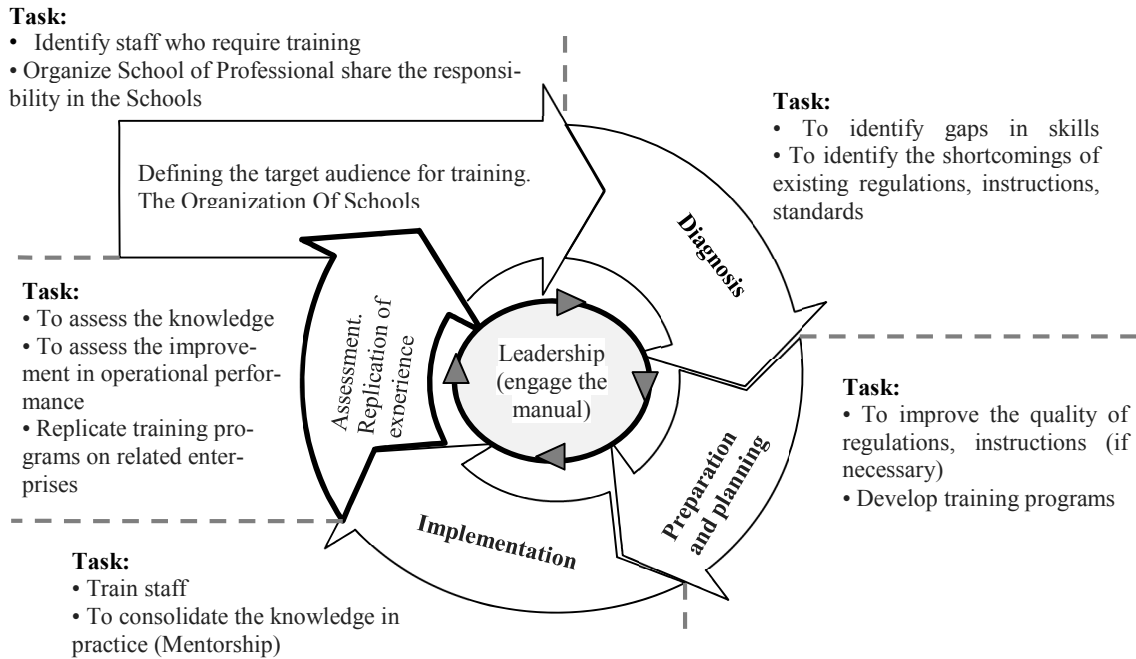 Task:
• Identify staff who require training
• Organize School of Professional share the responsi-
bility in the Schools
Defining the target audience for training.
The Organization Of Schools
Task:
• To identify gaps in skills
• To identify the shortcomings of
existing regulations, instructions,
standards
Diagnosis
Task:
• To assess the knowledge
• To assess the improve-
ment in operational perfor-
mance
• Replicate training pro-
grams on related enter-
prises
Assessment.
Replication of
experience
Leadership
(engage the
manual)
Task:
• To improve the quality of
regulations, instructions (if
necessary)
• Develop training programs
Preparation
and planning
Implementation
Task:
• Train staff
• To consolidate the knowledge in
practice (Mentorship)